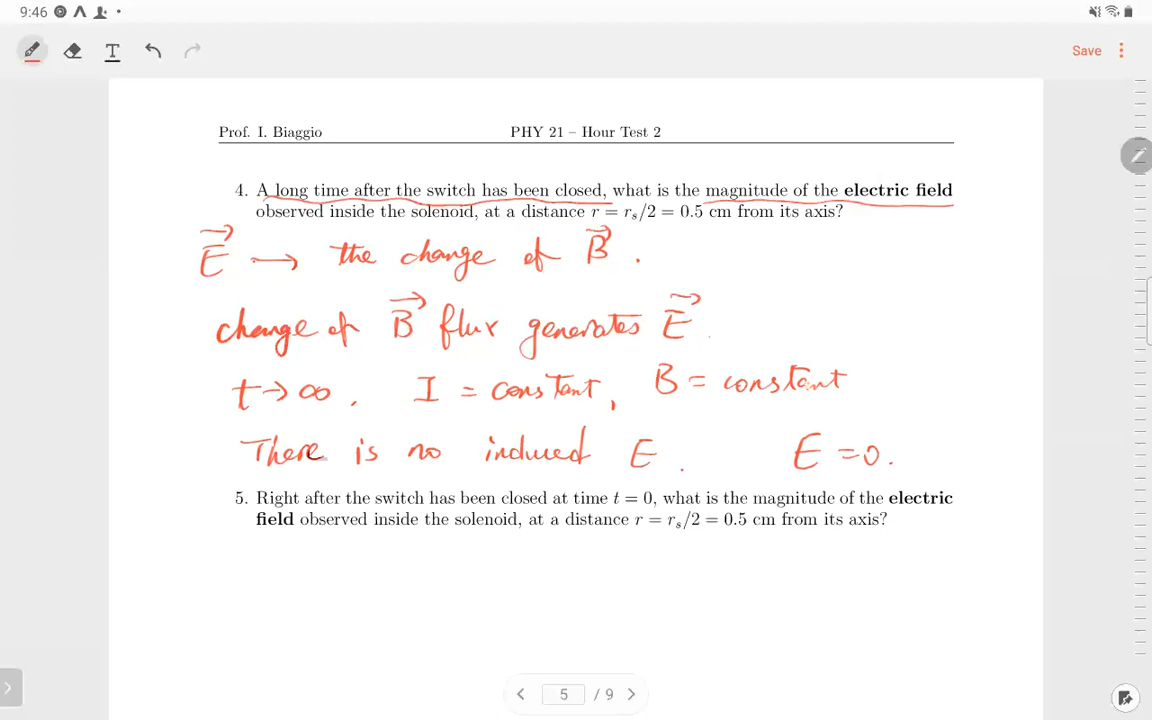 9:46
Save
Prof. I. Biaggio PHY 21 – Hour Test 2
4. A long time after the switch has been closed, what is the magnitude of the electric field
observed inside the solenoid, at a distance r = rs/2 = 0.5 cm from its axis?
E → the change of B.
change of B flux generates E
t → ∞. I = constant, B = constant
There is no induced E. E = 0.
5. Right after the switch has been closed at time t = 0, what is the magnitude of the electric
field observed inside the solenoid, at a distance r = rs/2 = 0.5 cm from its axis?
5 / 9